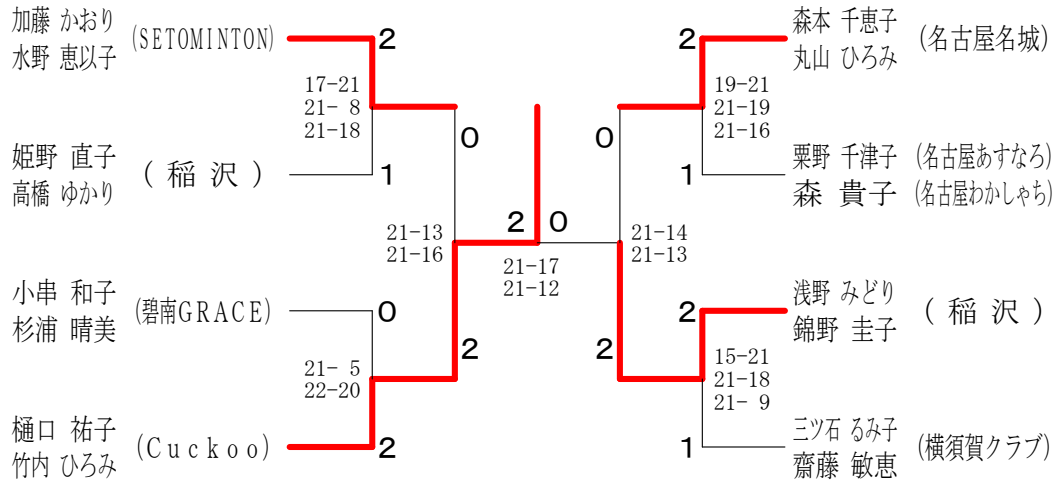 加藤 かおり
水野 恵以子
(SETOMINTON)
2
17-21
21- 8
21-18
姫野 直子
高橋 ゆかり
(稲沢)
1
0
21-13
21-16
小串 和子
杉浦 晴美
(碧南GRACE)
0
21- 5
22-20
樋口 祐子
竹内 ひろみ
(Cuckoo)
2
2
2 0
21-17
21-12
森本 千恵子
丸山 ひろみ
(名古屋名城)
2
19-21
21-19
21-16
粟野 千津子 (名古屋あすなろ)
森 貴子 (名古屋わかしゃち)
1
0
21-14
21-13
浅野 みどり
錦野 圭子
(稲沢)
2
15-21
21-18
21- 9
三ツ石 るみ子
齋藤 敏恵
(横須賀クラブ)
1
2